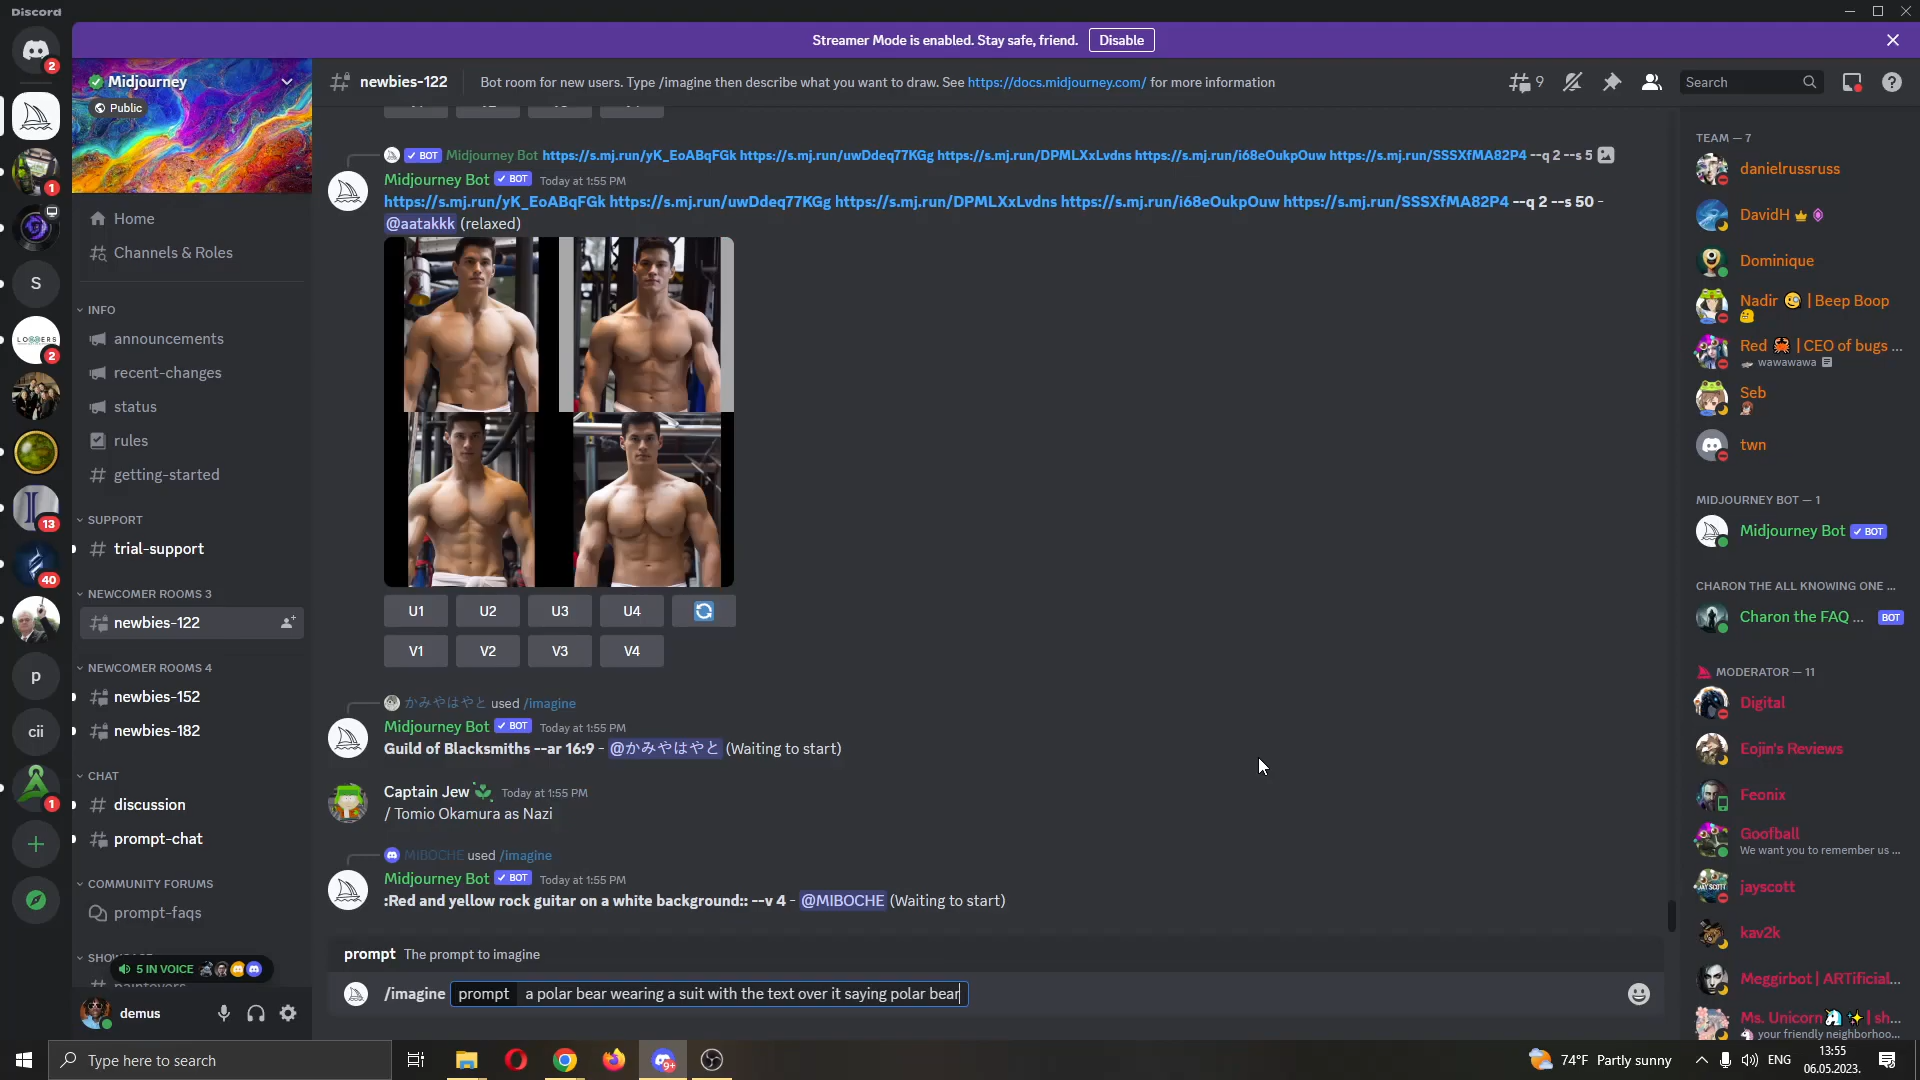 Discord
Streamer Mode is enabled. Stay safe, friend. Disable
2
Midjourney
Public
newbies-122
Bot room for new users. Type /imagine then describe what you want to draw. See https://docs.midjourney.com/ for more information
9
Search
1
S
LOOOERS
2
13
40
p
cii
1
Home
Channels & Roles
INFO
announcements
recent-changes
status
rules
getting-started
SUPPORT
trial-support
NEWCOMER ROOMS 3
newbies-122
NEWCOMER ROOMS 4
newbies-152
newbies-182
CHAT
discussion
prompt-chat
COMMUNITY FORUMS
prompt-faqs
5 IN VOICE
demus
BOT Midjourney Bot https://s.mj.run/yK_EoABqFGk https://s.mj.run/uwDdeq77KGg https://s.mj.run/DPMLXxLvdns https://s.mj.run/i68eOukpOuw https://s.mj.run/SSSXfMA82P4 --q 2 --s 5
Midjourney Bot BOT Today at 1:55 PM
https://s.mj.run/yK_EoABqFGk https://s.mj.run/uwDdeq77KGg https://s.mj.run/DPMLXxLvdns https://s.mj.run/i68eOukpOuw https://s.mj.run/SSSXfMA82P4 --q 2 --s 50 -
@aatakkk (relaxed)
U1 U2 U3 U4
V1 V2 V3 V4
かみやはやと used /imagine
Midjourney Bot BOT Today at 1:55 PM
Guild of Blacksmiths --ar 16:9 - @かみやはやと (Waiting to start)
Captain Jew Today at 1:55 PM
/ Tomio Okamura as Nazi
MIBOCHE used /imagine
Midjourney Bot BOT Today at 1:55 PM
:Red and yellow rock guitar on a white background:: --v 4 - @MIBOCHE (Waiting to start)
prompt The prompt to imagine
/imagine prompt a polar bear wearing a suit with the text over it saying polar bear
TEAM — 7
danielrussruss
DavidH
Dominique
Nadir | Beep Boop
Red | CEO of bugs ...
wawawawa
Seb
twn
MIDJOURNEY BOT — 1
Midjourney Bot BOT
CHARON THE ALL KNOWING ONE ...
Charon the FAQ ... BOT
MODERATOR — 11
Digital
Eojin's Reviews
Feonix
Goofball
We want you to remember us ...
jayscott
kav2k
Meggirbot | ARTificial...
Ms. Unicorn | sh...
your friendly neighborhoo...
Type here to search
9+
74°F Partly sunny
ENG
13:55
06.05.2023.